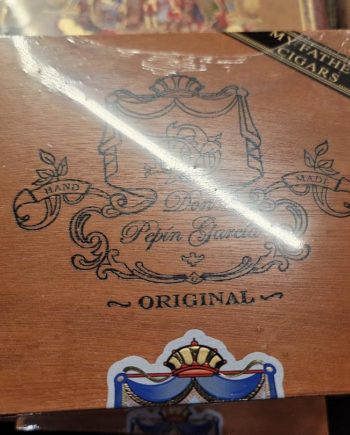 MY FATHER
CIGARS
HAND
MADE
Don
Pepin Garcia
~ ORIGINAL ~